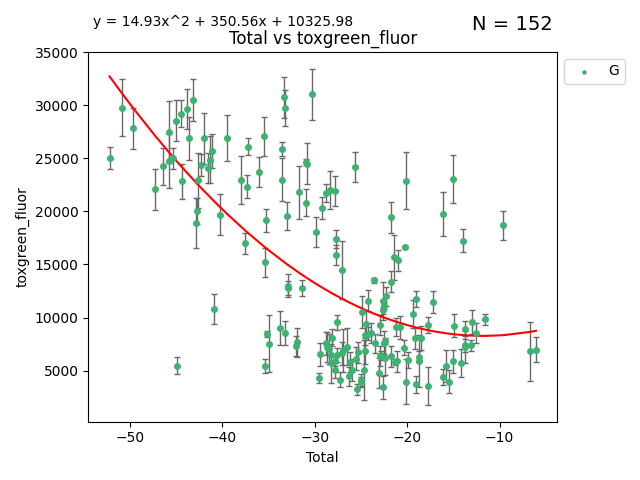 y = 14.93x^2 + 350.56x + 10325.98
N = 152
Total vs toxgreen_fluor
G
35000
30000
25000
20000
15000
10000
5000
toxgreen_fluor
−50
−40
−30
−20
−10
Total